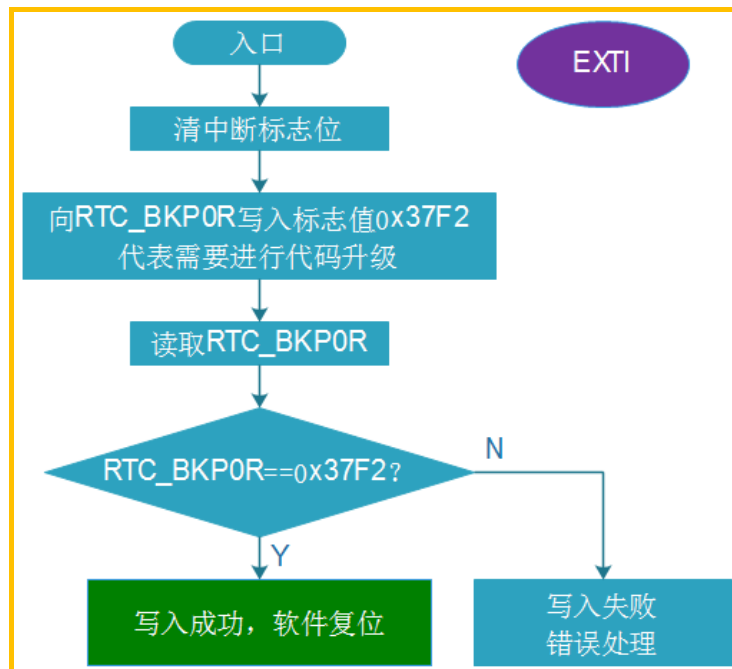 入口
EXTI
清中断标志位
向RTC_BKP0R写入标志值0x37F2
代表需要进行代码升级
读取RTC_BKP0R
RTC_BKP0R==0x37F2?
N
Y
写入成功，软件复位
写入失败
错误处理